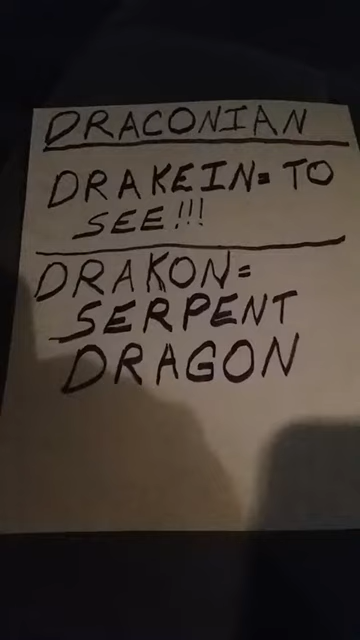 DRACONIAN
DRAKEIN= TO
SEE!!!
DRAKON=
SERPENT
DRAGON